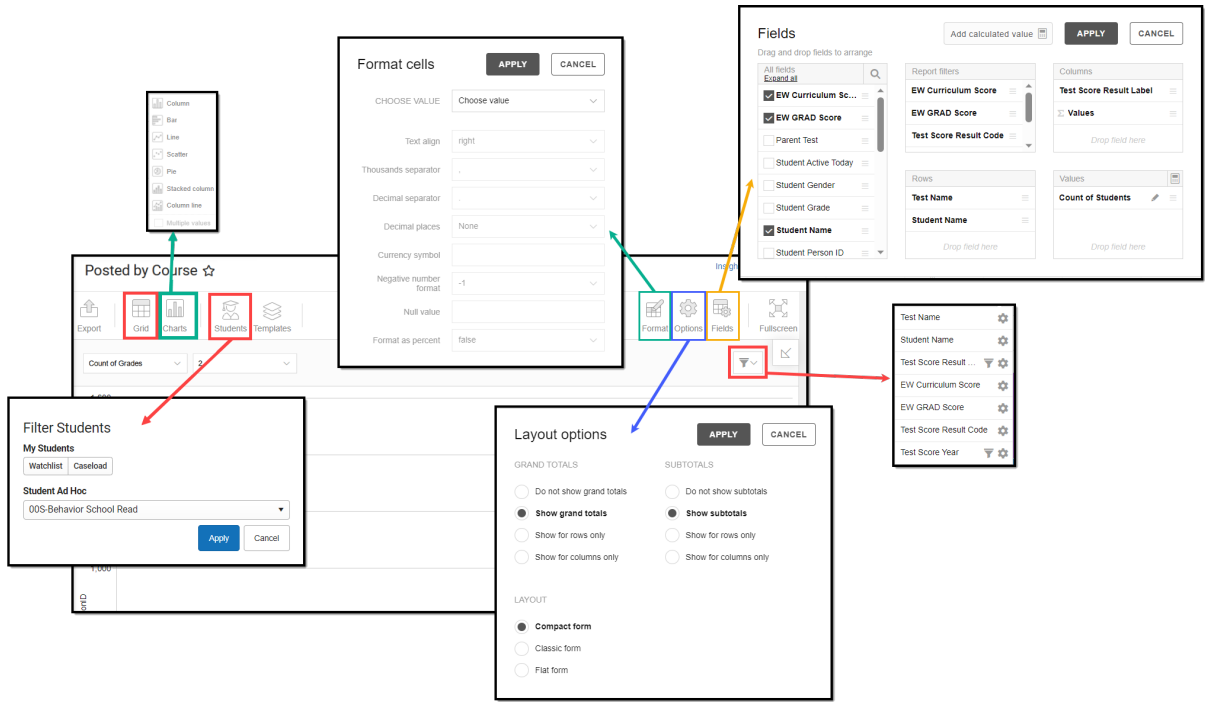 Column
Bar
Line
Scatter
Pie
Stacked column
Column line
Multiple values
Format cells
APPLY
CANCEL
CHOOSE VALUE
Choose value
Text align
right
Thousands separator
.
Decimal separator
.
Decimal places
None
Currency symbol
Negative number
format
-1
Null value
Format as percent
false
Fields
Add calculated value
APPLY
CANCEL
Drag and drop fields to arrange
All fields
Expand all
EW Curriculum Sc...
EW GRAD Score
Parent Test
Student Active Today
Student Gender
Student Grade
Student Name
Student Person ID
Report filters
EW Curriculum Score
EW GRAD Score
Test Score Result Code
Columns
Test Score Result Label
Σ Values
Drop field here
Rows
Test Name
Student Name
Drop field here
Values
Count of Students
Drop field here
Posted by Course ☆
Insigh
Export
Grid
Charts
Students
Templates
Format
Options
Fields
Fullscreen
Count of Grades
2
1,000
Filter Students
My Students
Watchlist
Caseload
Student Ad Hoc
00S-Behavior School Read
Apply
Cancel
Layout options
APPLY
CANCEL
GRAND TOTALS
Do not show grand totals
Show grand totals
Show for rows only
Show for columns only
SUBTOTALS
Do not show subtotals
Show subtotals
Show for rows only
Show for columns only
LAYOUT
Compact form
Classic form
Flat form
Test Name
Student Name
Test Score Result ...
EW Curriculum Score
EW GRAD Score
Test Score Result Code
Test Score Year